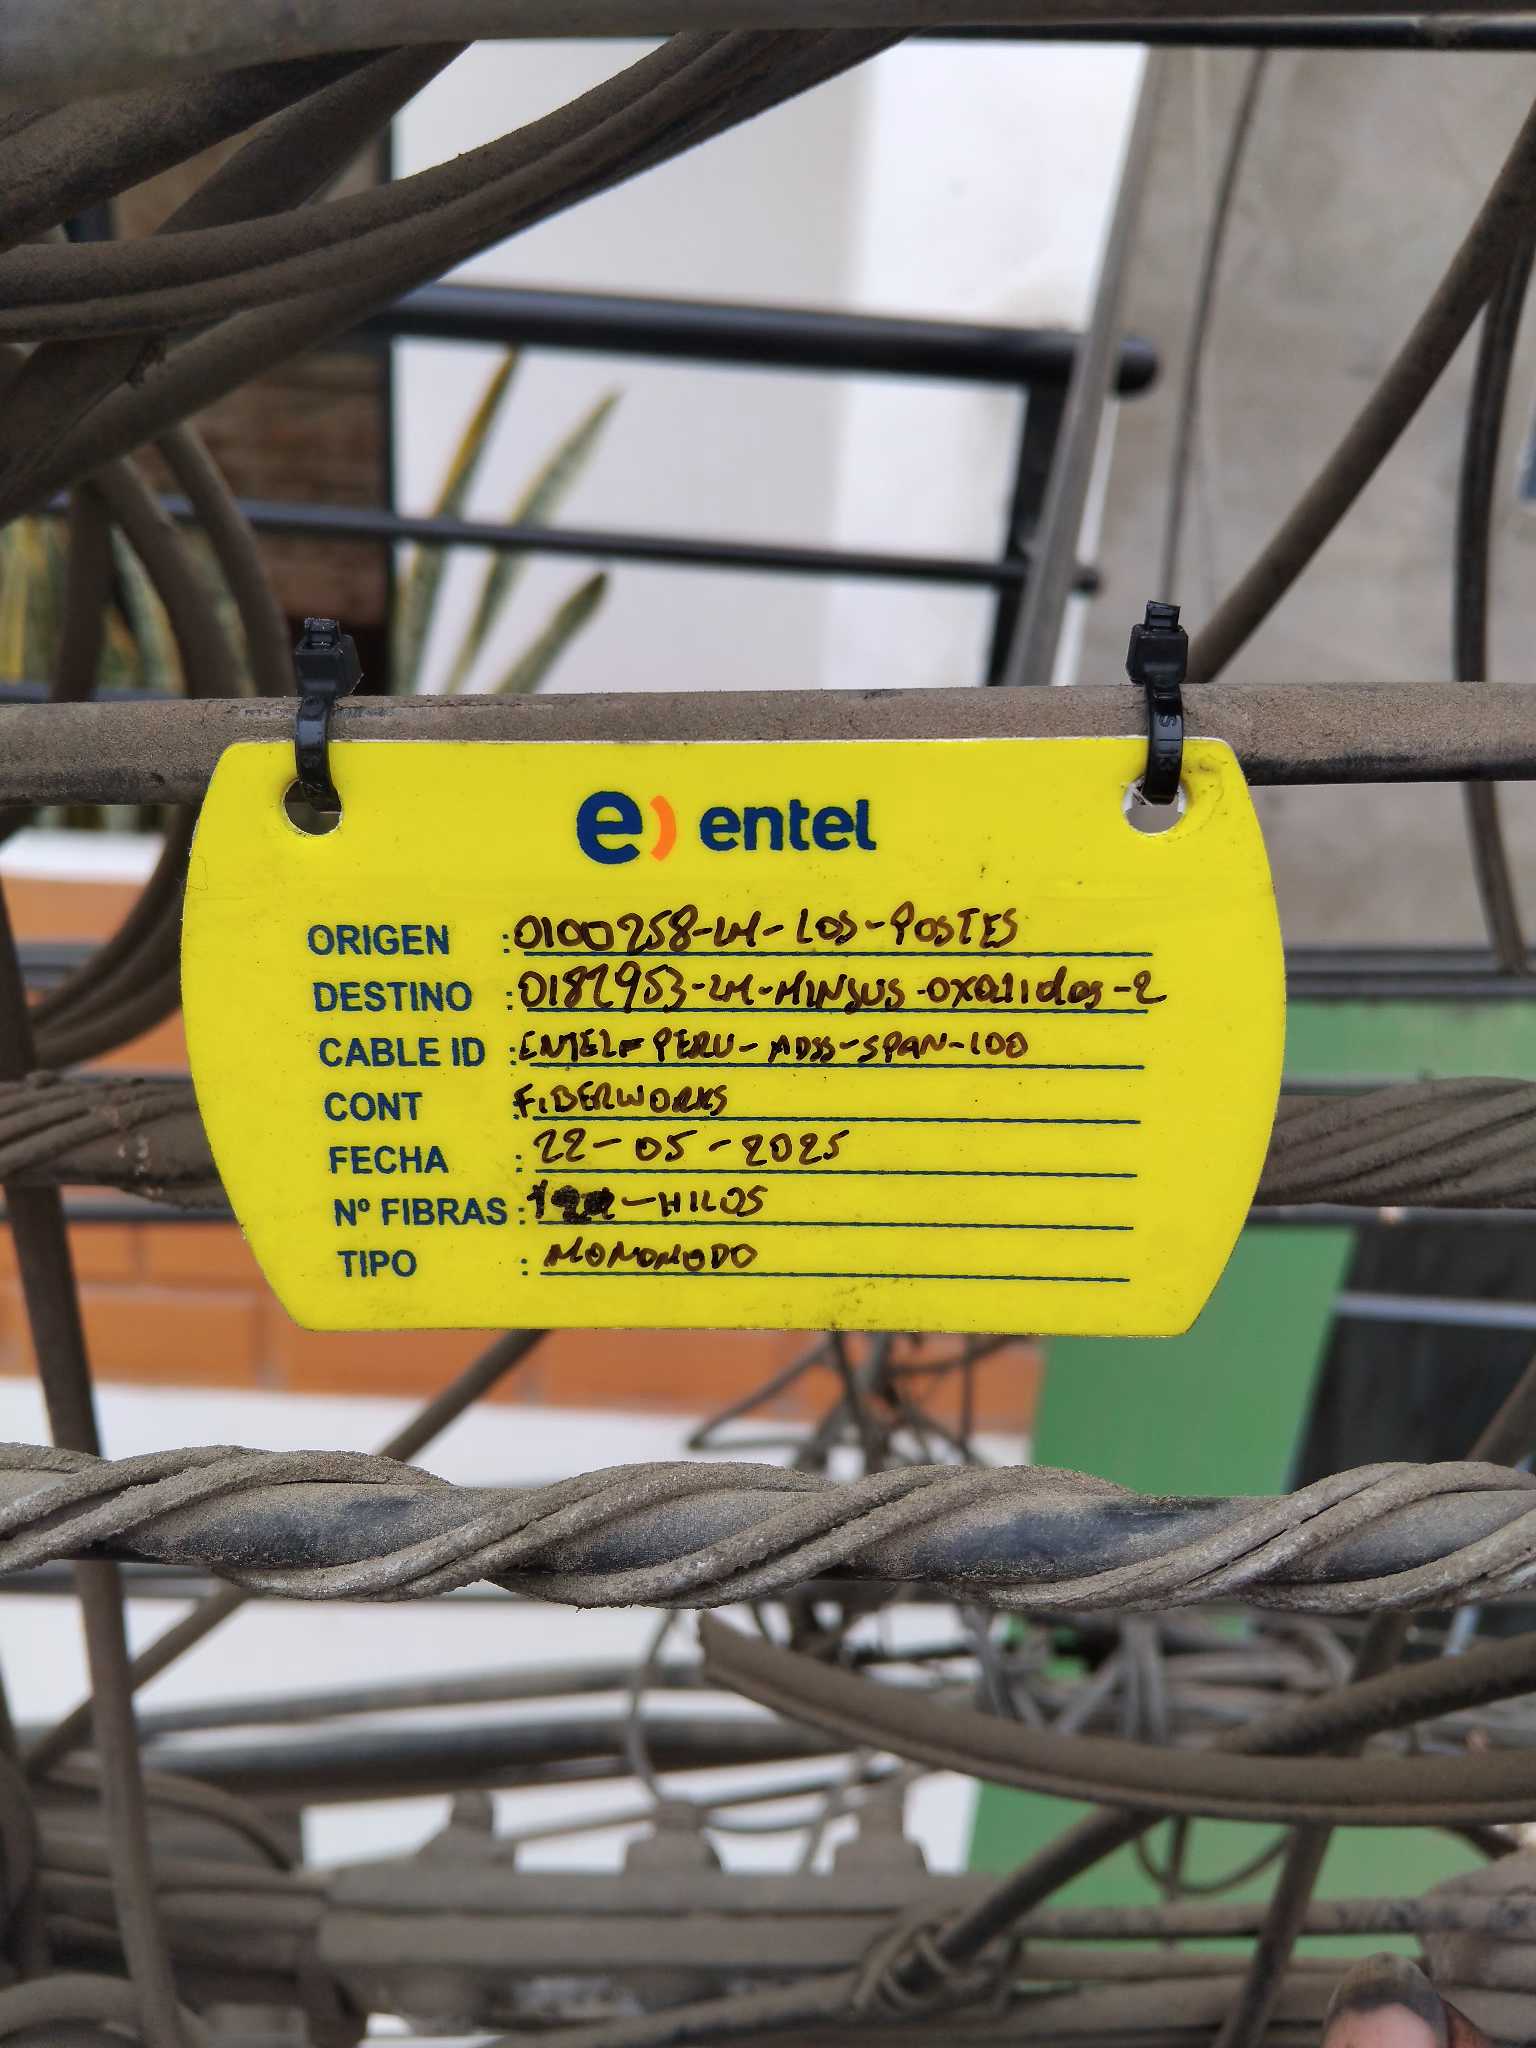 e) entel
ORIGEN : 0100258-LM-LOS-POSTES
DESTINO : 0182953-LM-MINSUS-OXALIDAS-2
CABLE ID : ENTEL-PERU-ADSS-SPAN-100
CONT : FIBERWORKS
FECHA : 22-05-2025
Nº FIBRAS : -HILOS
TIPO : MONOMODO